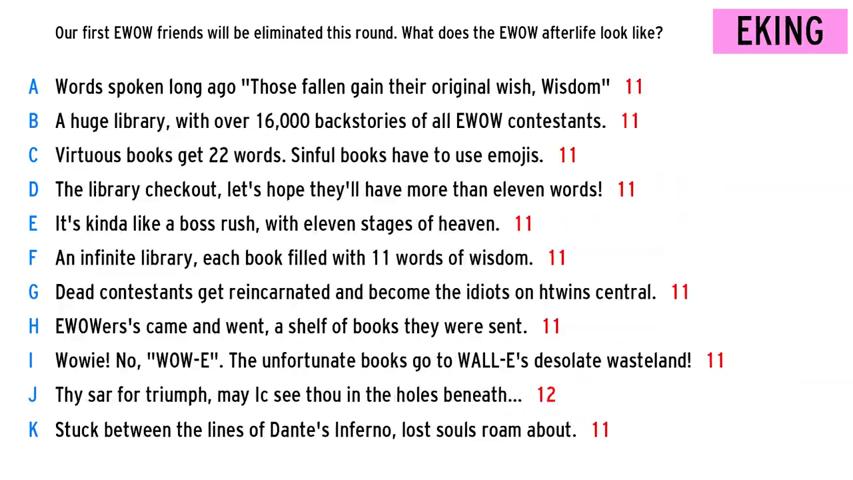 Our first EWOW friends will be eliminated this round. What does the EWOW afterlife look like?
EKING
A Words spoken long ago "Those fallen gain their original wish, Wisdom" 11
B A huge library, with over 16,000 backstories of all EWOW contestants. 11
C Virtuous books get 22 words. Sinful books have to use emojis. 11
D The library checkout, let's hope they'll have more than eleven words! 11
E It's kinda like a boss rush, with eleven stages of heaven. 11
F An infinite library, each book filled with 11 words of wisdom. 11
G Dead contestants get reincarnated and become the idiots on htwins central. 11
H EWOWers's came and went, a shelf of books they were sent. 11
I Wowie! No, "WOW-E". The unfortunate books go to WALL-E's desolate wasteland! 11
J Thy sar for triumph, may Ic see thou in the holes beneath... 12
K Stuck between the lines of Dante's Inferno, lost souls roam about. 11